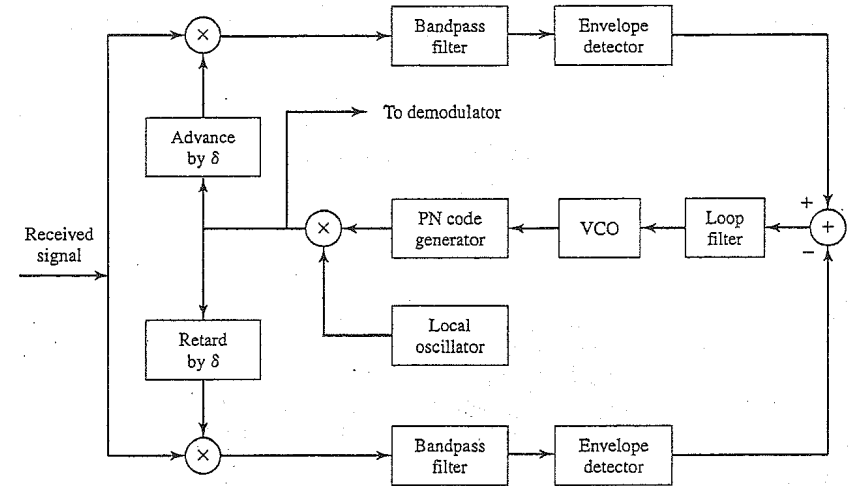 Bandpass
filter
Envelope
detector
To demodulator
Advance
by δ
Received
signal
PN code
generator
VCO
Loop
filter
+
+
−
Local
oscillator
Retard
by δ
Bandpass
filter
Envelope
detector
×
×
×